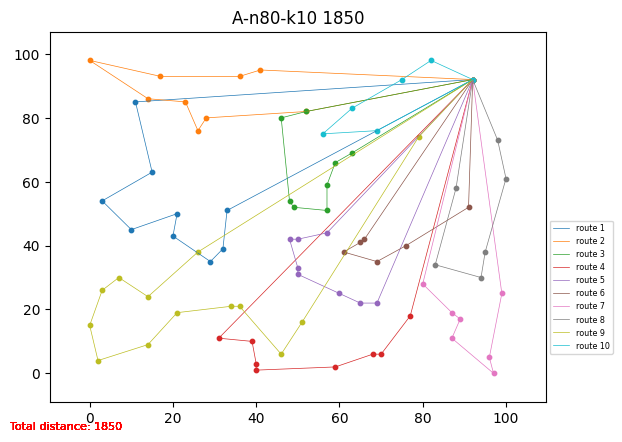 A-n80-k10 1850
100
80
60
40
20
0
0 20 40 60 80 100
route 1
route 2
route 3
route 4
route 5
route 6
route 7
route 8
route 9
route 10
Total distance: 1850